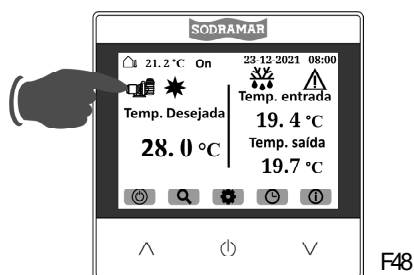 SODRAMAR
21.2°C On 23-12-2021 08:00
Temp. entrada
Temp. Desejada
19.4 °C
28.0 °C
Temp. saída
19.7 °C
F48